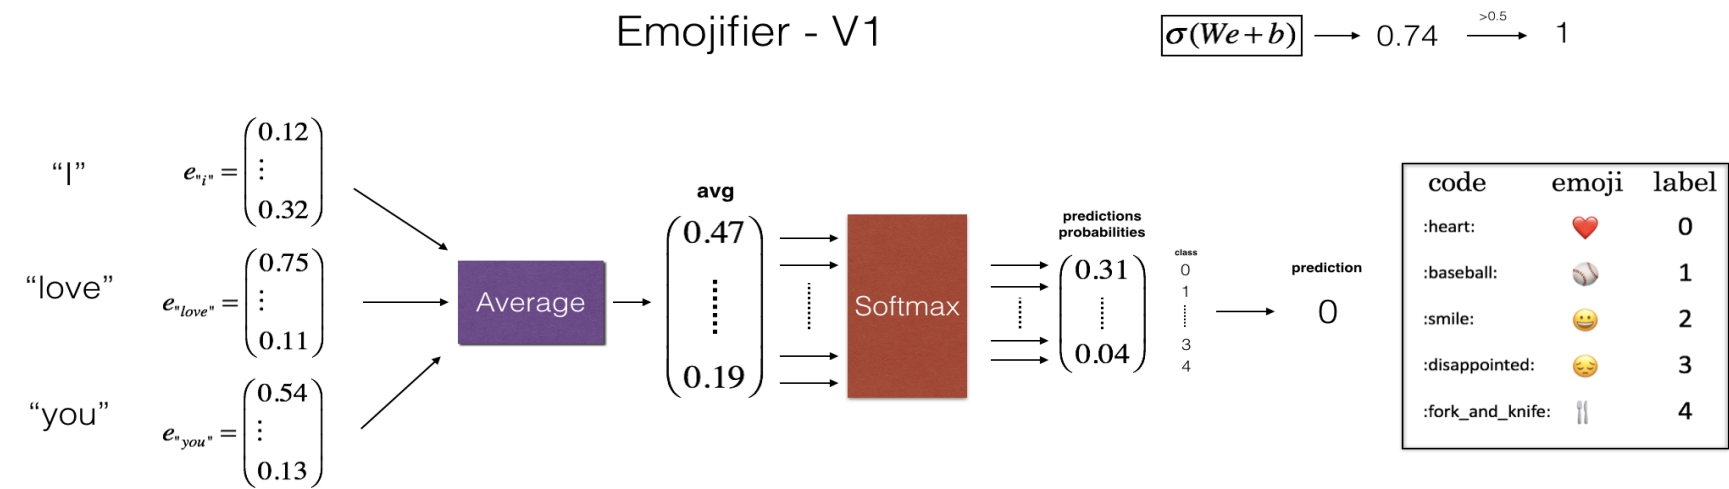 Emojifier - V1
σ(We+b) → 0.74 >0.5 → 1
“I”
e"i" = (0.12 ⋮ 0.32)
“love”
e"love" = (0.75 ⋮ 0.11)
“you”
e"you" = (0.54 ⋮ 0.13)
Average
avg
0.47
0.19
Softmax
predictions
probabilities
0.31
0.04
class
0
1
3
4
prediction
0
code emoji label
:heart: ❤️ 0
:baseball: ⚾ 1
:smile: 😀 2
:disappointed: 😔 3
:fork_and_knife: 🍴 4